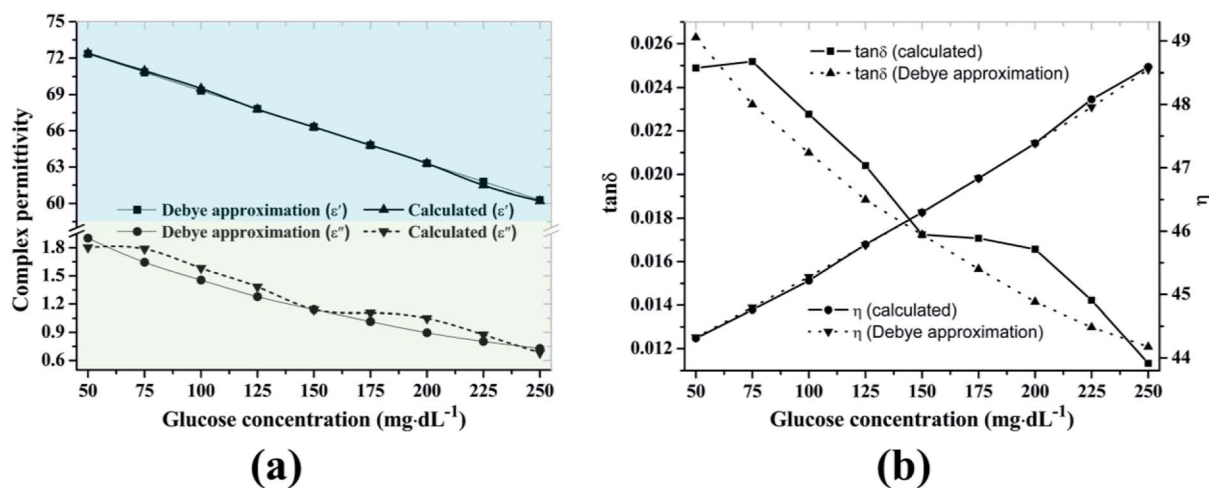 75
72
69
66
63
60
1.8
1.5
1.2
0.9
0.6
Complex permittivity
Debye approximation (ε′) Calculated (ε′)
Debye approximation (ε″) Calculated (ε″)
50 75 100 125 150 175 200 225 250
Glucose concentration (mg·dL⁻¹)
(a)
0.026
0.024
0.022
0.020
0.018
0.016
0.014
0.012
tanδ
tanδ (calculated)
tanδ (Debye approximation)
η (calculated)
η (Debye approximation)
49
48
47
46
45
44
η
50 75 100 125 150 175 200 225 250
Glucose concentration (mg·dL⁻¹)
(b)